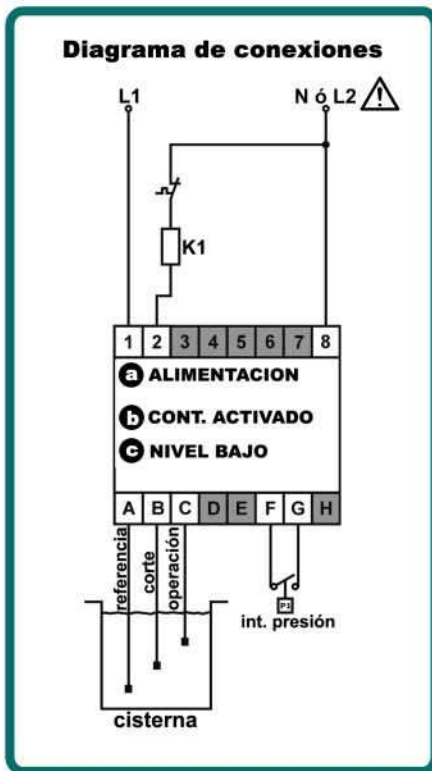 Diagrama de conexiones
L1
N ó L2
K1
1 2 3 4 5 6 7 8
a ALIMENTACION
b CONT. ACTIVADO
c NIVEL BAJO
A B C D E F G H
referencia
corte
operación
P1
int. presión
cisterna